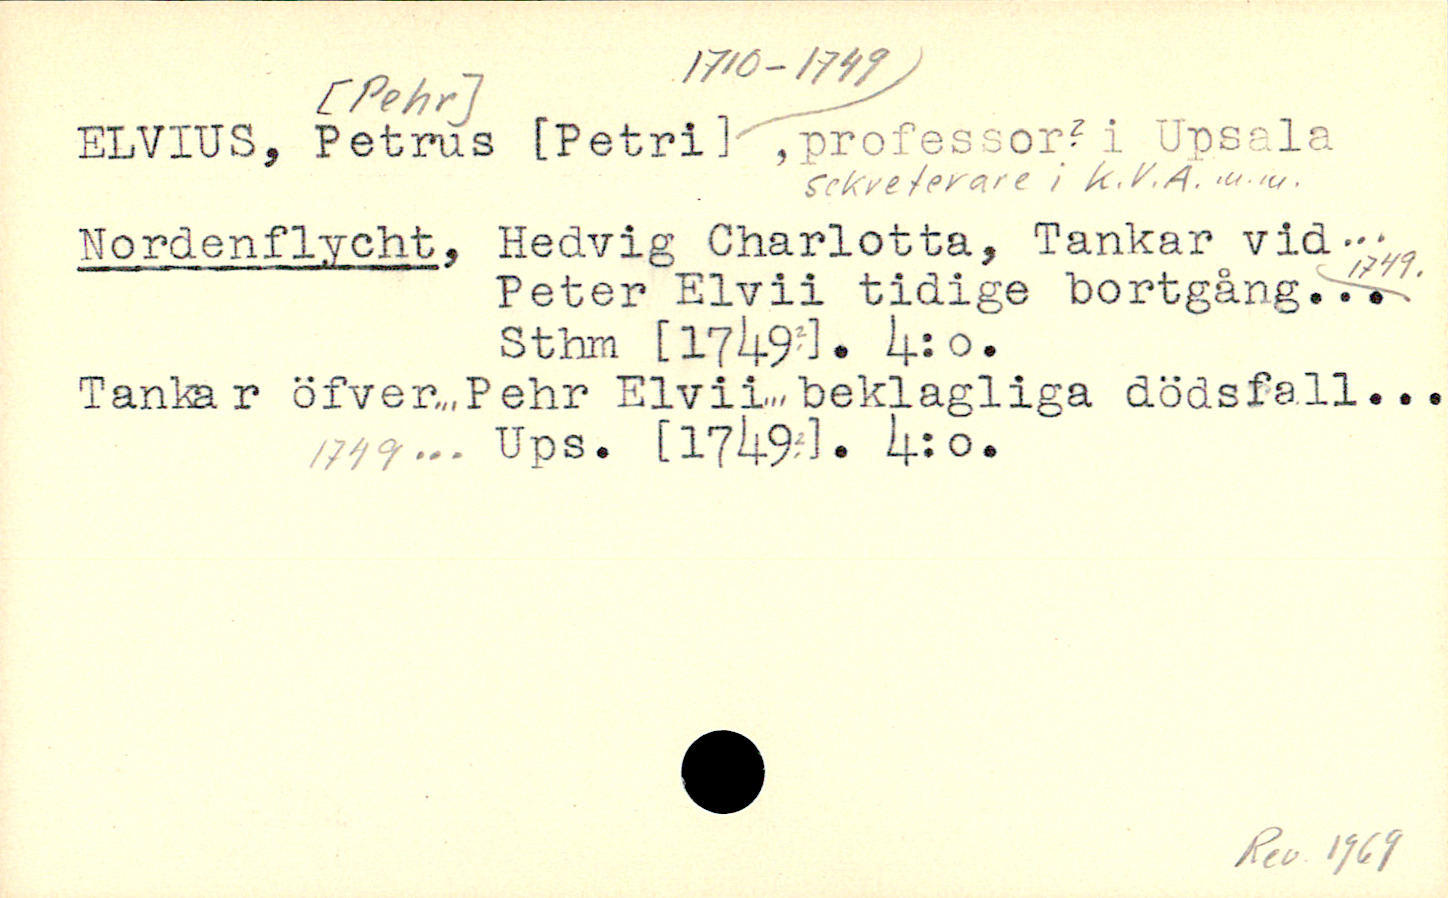 1710-1749
[Pehr]
ELVIUS, Petrus [Petri] ,professor? i Upsala
sekreterare i K.V.A. m.m.
Nordenflycht, Hedvig Charlotta, Tankar vid...
1749.
Peter Elvii tidige bortgång...
Sthm [1749?]. 4:o.
Tankar öfver...Pehr Elvii...beklagliga dödsfall...
1749... Ups. [1749?]. 4:o.
Rev. 1969